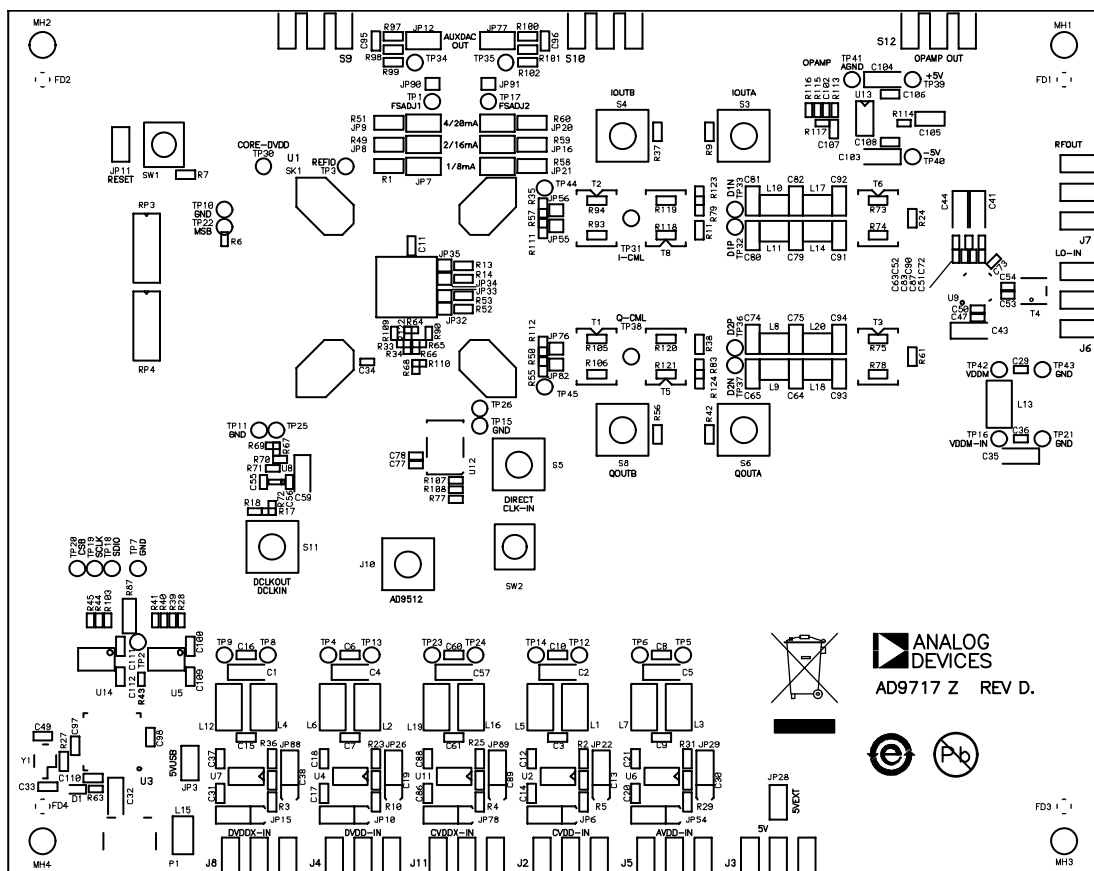 MH2
FD2
S9
C95
R97
R98
R99
JP12
AUXDAC
OUT
JP77
TP34
TP35
R100
R101
R102
C96
S10
S12
MH1
FD1
JP90
JP91
TP1
FSADJ1
TP17
FSADJ2
R51
JP9
4/20mA
R60
JP20
R49
JP8
2/16mA
R59
JP16
R1
JP7
1/8mA
R58
JP21
IOUTB
S4
R37
IOUTA
S3
R9
OPAMP
TP41
AGND
C104
OPAMP OUT
+5V
TP39
R116
R115
C102
R113
U13
C106
R117
C107
R114
C105
C108
C103
-5V
TP40
RFOUT
J7
JP11
RESET
SW1
R7
CORE-DVDD
TP30
U1
SK1
REFIO
TP3
RP3
TP10
GND
TP22
MSB
R6
TP44
R35
R57
R111
JP56
JP55
T2
R94
R93
TP31
I-CML
R119
R118
T8
R123
R79
R11
D1N
TP33
D1P
TP32
C81
L10
C82
L17
C92
C80
L11
C79
L14
C91
T6
R73
R74
R24
C44
C41
C63
C52
C83
C90
C87
C51
C72
C73
U9
C54
C53
C50
C47
C43
T4
LO-IN
J6
C11
JP35
R13
R14
JP34
JP33
R53
R52
JP32
RP4
R109
R122
R64
R90
R33
R65
R34
R66
R68
R110
C34
R112
R50
R55
JP76
JP82
TP45
T1
R105
R106
Q-CML
TP38
R120
R121
T5
R38
R83
R124
D2P
TP36
D2N
TP37
C74
L8
C75
L20
C94
C65
L9
C64
L18
C93
T3
R75
R78
R61
TP42
VDDM
C29
TP43
GND
L13
TP16
VDDM-IN
C36
TP21
GND
C35
TP26
TP15
GND
TP11
GND
TP25
R69
R67
R70
R71
U8
C55
C56
C59
R72
R18
R17
C78
C77
U12
R107
R108
R77
S5
DIRECT
CLK-IN
R56
S8
QOUTB
R42
S6
QOUTA
S11
DCLKOUT
DCLKIN
J10
AD9512
SW2
TP20
CSB
TP19
SCLK
TP18
SDIO
TP7
GND
R45
R44
R103
R87
R41
R40
R39
R28
C100
C111
TP2
U14
C112
R43
U5
C109
TP9
C16
TP8
C1
TP4
C6
TP13
C4
TP23
C60
TP24
C57
TP14
C10
TP12
C2
TP6
C8
TP5
C5
L12
L4
C15
L6
L2
C7
L19
L16
C61
L5
L1
C3
L7
L3
C9
ANALOG
DEVICES
AD9717 Z REV D.
C49
R27
C97
Y1
C98
U3
C33
C110
D1
R63
C32
FD4
MH4
5VUSB
JP3
L15
P1
C37
U7
C31
R36
JP88
C38
R3
JP15
DVDDX-IN
J8
C18
U4
C17
R23
JP26
C19
R10
JP10
DVDD-IN
J4
C88
U11
C86
R25
JP89
C89
R4
JP78
CVDDX-IN
J11
C12
U2
C14
R2
JP22
C13
R5
JP6
CVDD-IN
J2
C21
U6
C20
R31
JP29
C30
R29
JP54
AVDD-IN
J5
JP28
5VEXT
5V
J3
e
Pb
FD3
MH3